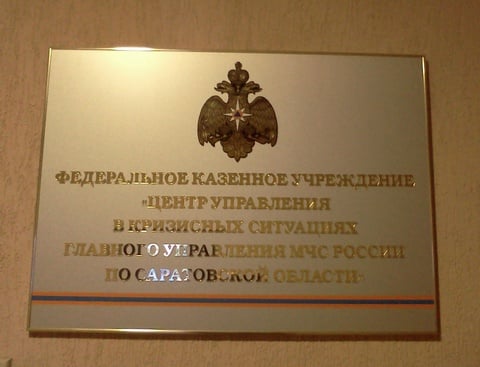 ФЕДЕРАЛЬНОЕ КАЗЕННОЕ УЧРЕЖДЕНИЕ
«ЦЕНТР УПРАВЛЕНИЯ
В КРИЗИСНЫХ СИТУАЦИЯХ
ГЛАВНОГО УПРАВЛЕНИЯ МЧС РОССИИ
ПО САРАТОВСКОЙ ОБЛАСТИ»